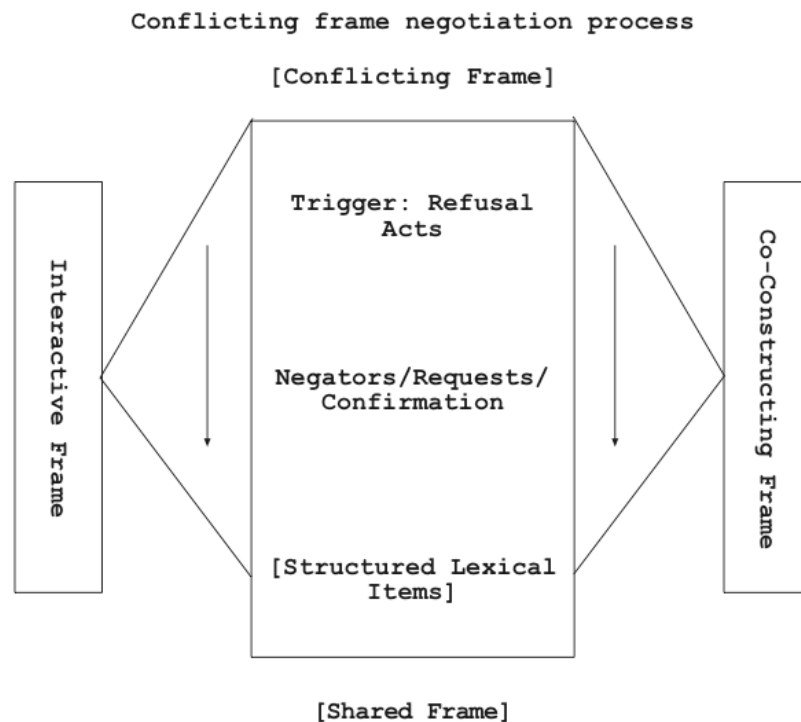 Conflicting frame negotiation process
[Conflicting Frame]
Trigger: Refusal
Acts
Interactive Frame
Negators/Requests/
Confirmation
Co-Constructing Frame
[Structured Lexical
Items]
[Shared Frame]